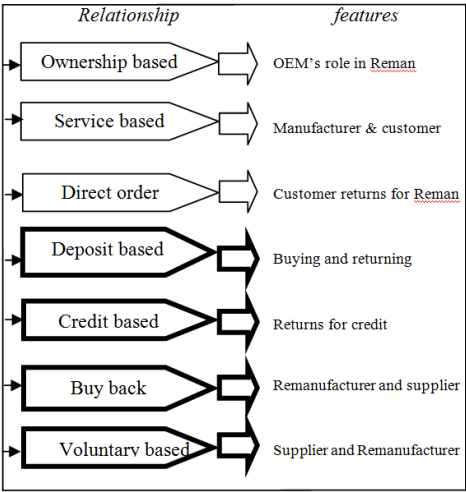 Relationship features
Ownership based OEM's role in Reman
Service based Manufacturer & customer
Direct order Customer returns for Reman
Deposit based Buying and returning
Credit based Returns for credit
Buy back Remanufacturer and supplier
Voluntary based Supplier and Remanufacturer